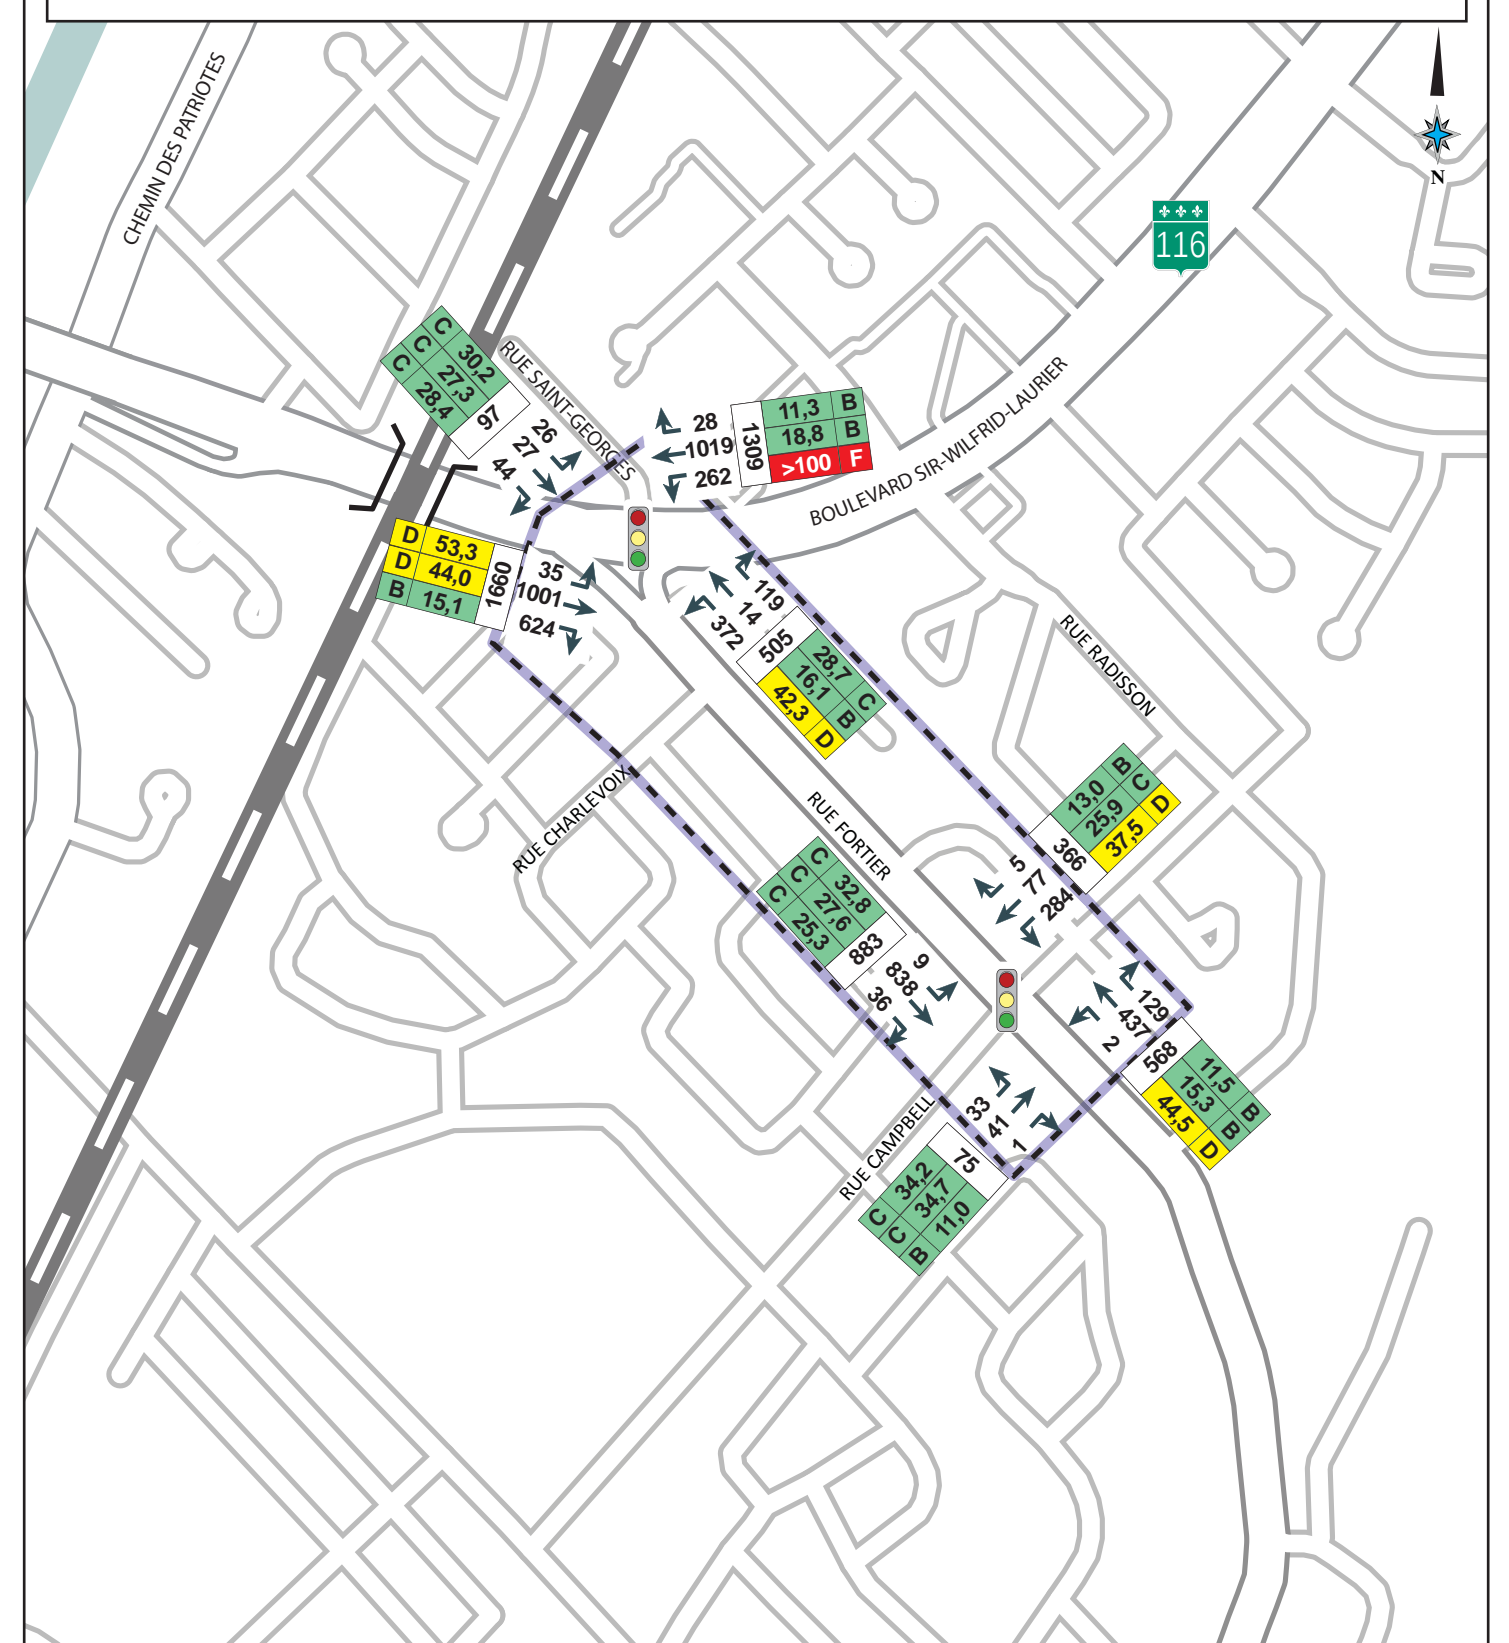 CHEMIN DES PATRIOTES
N
116
C 30,2
C 27,3
C 28,4
97
26
27
44
RUE SAINT-GEORGES
28
1019
262
1309
11,3 B
18,8 B
>100 F
BOULEVARD SIR-WILFRID-LAURIER
D 53,3
D 44,0
B 15,1
1660
35
1001
624
119
14
372
505
28,7 C
16,1 B
42,3 D
RUE RADISSON
RUE CHARLEVOIX
RUE FORTIER
13,0 B
25,9 C
37,5 D
366
5
77
284
C 32,8
C 27,6
C 25,3
883
9
838
36
129
437
2
568
11,5 B
15,3 B
44,5 D
33
41
1
75
RUE CAMPBELL
C 34,2
C 34,7
B 11,0